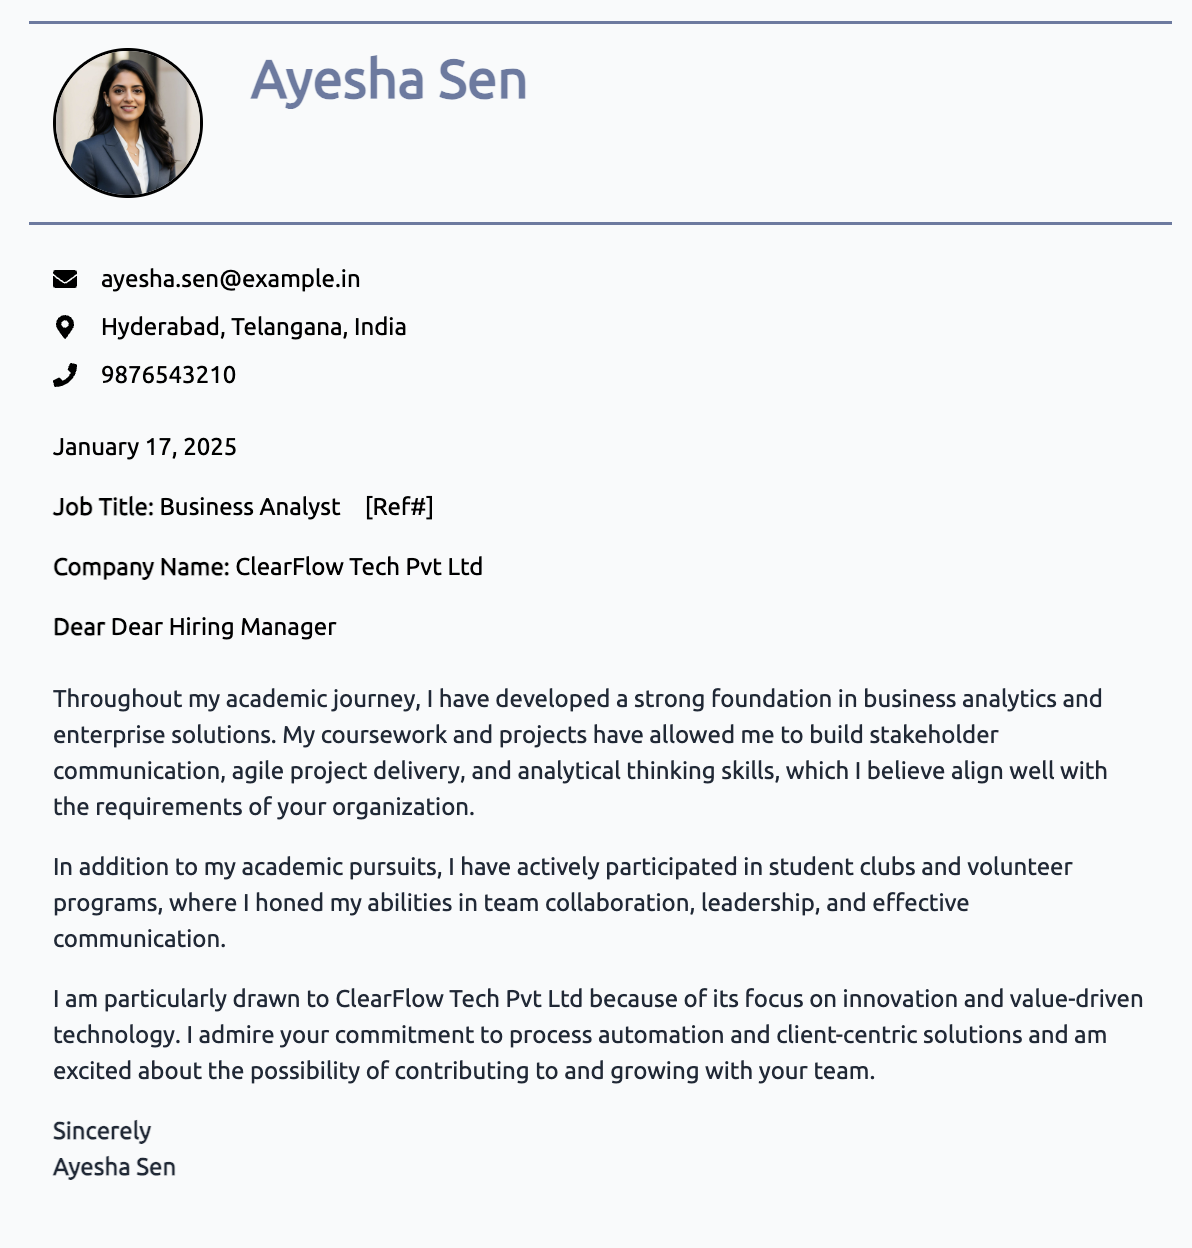 Ayesha Sen
ayesha.sen@example.in
Hyderabad, Telangana, India
9876543210
January 17, 2025
Job Title: Business Analyst [Ref#]
Company Name: ClearFlow Tech Pvt Ltd
Dear Dear Hiring Manager
Throughout my academic journey, I have developed a strong foundation in business analytics and
enterprise solutions. My coursework and projects have allowed me to build stakeholder
communication, agile project delivery, and analytical thinking skills, which I believe align well with
the requirements of your organization.
In addition to my academic pursuits, I have actively participated in student clubs and volunteer
programs, where I honed my abilities in team collaboration, leadership, and effective
communication.
I am particularly drawn to ClearFlow Tech Pvt Ltd because of its focus on innovation and value-driven
technology. I admire your commitment to process automation and client-centric solutions and am
excited about the possibility of contributing to and growing with your team.
Sincerely
Ayesha Sen